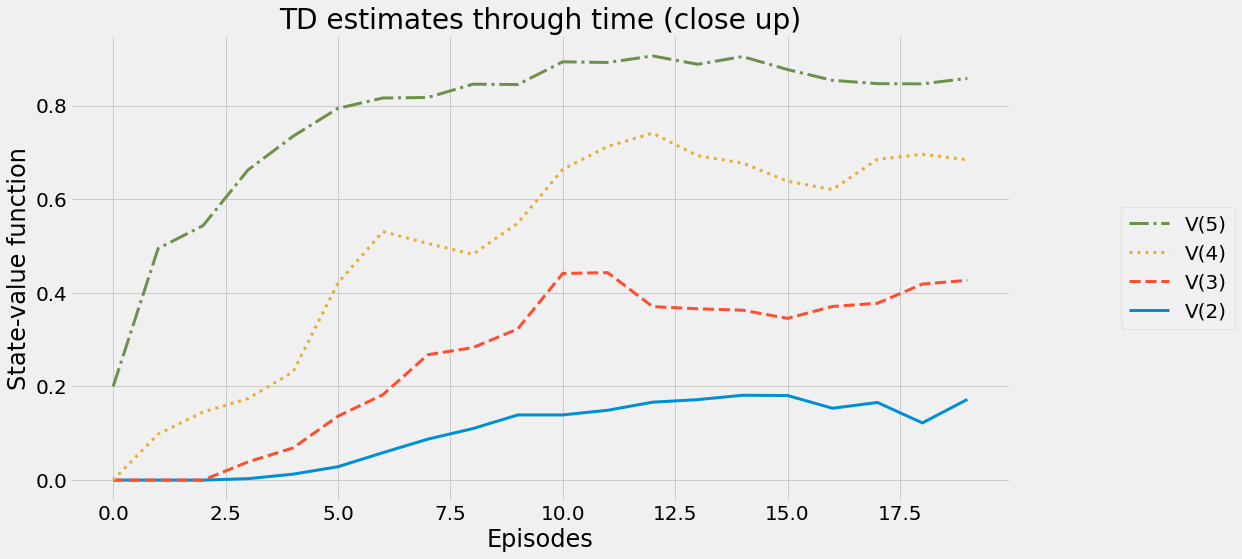 TD estimates through time (close up)
State-value function
0.8
0.6
0.4
0.2
0.0
0.0 2.5 5.0 7.5 10.0 12.5 15.0 17.5
Episodes
V(5)
V(4)
V(3)
V(2)